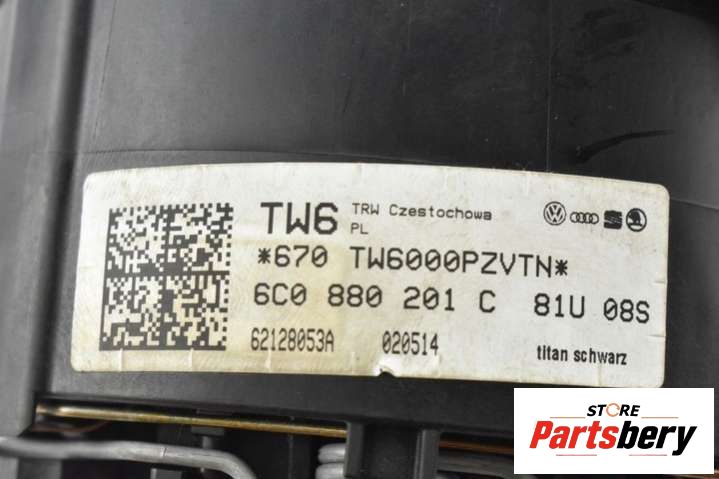 TW6 TRW Czestochowa
PL
*670 TW6000PZVTN*
6C0 880 201 C 81U 08S
62128053A 020514 titan schwarz
STORE
Partsbery